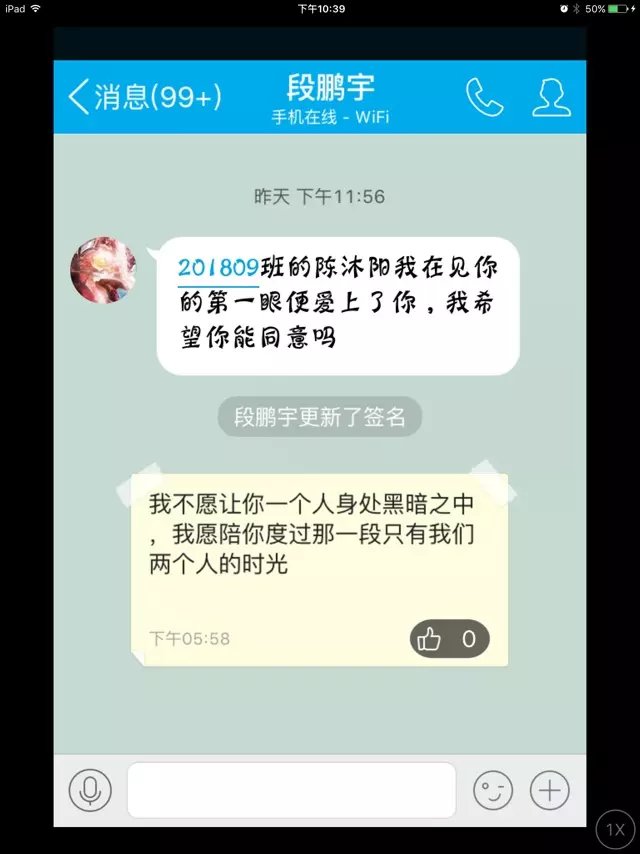 iPad 下午10:39 50%
消息(99+) 段鹏宇
手机在线 - WiFi
昨天 下午11:56
201809班的陈沐阳我在见你
的第一眼便爱上了你，我希
望你能同意吗
段鹏宇更新了签名
我不愿让你一个人身处黑暗之中
，我愿陪你度过那一段只有我们
两个人的时光
下午05:58 0
1X